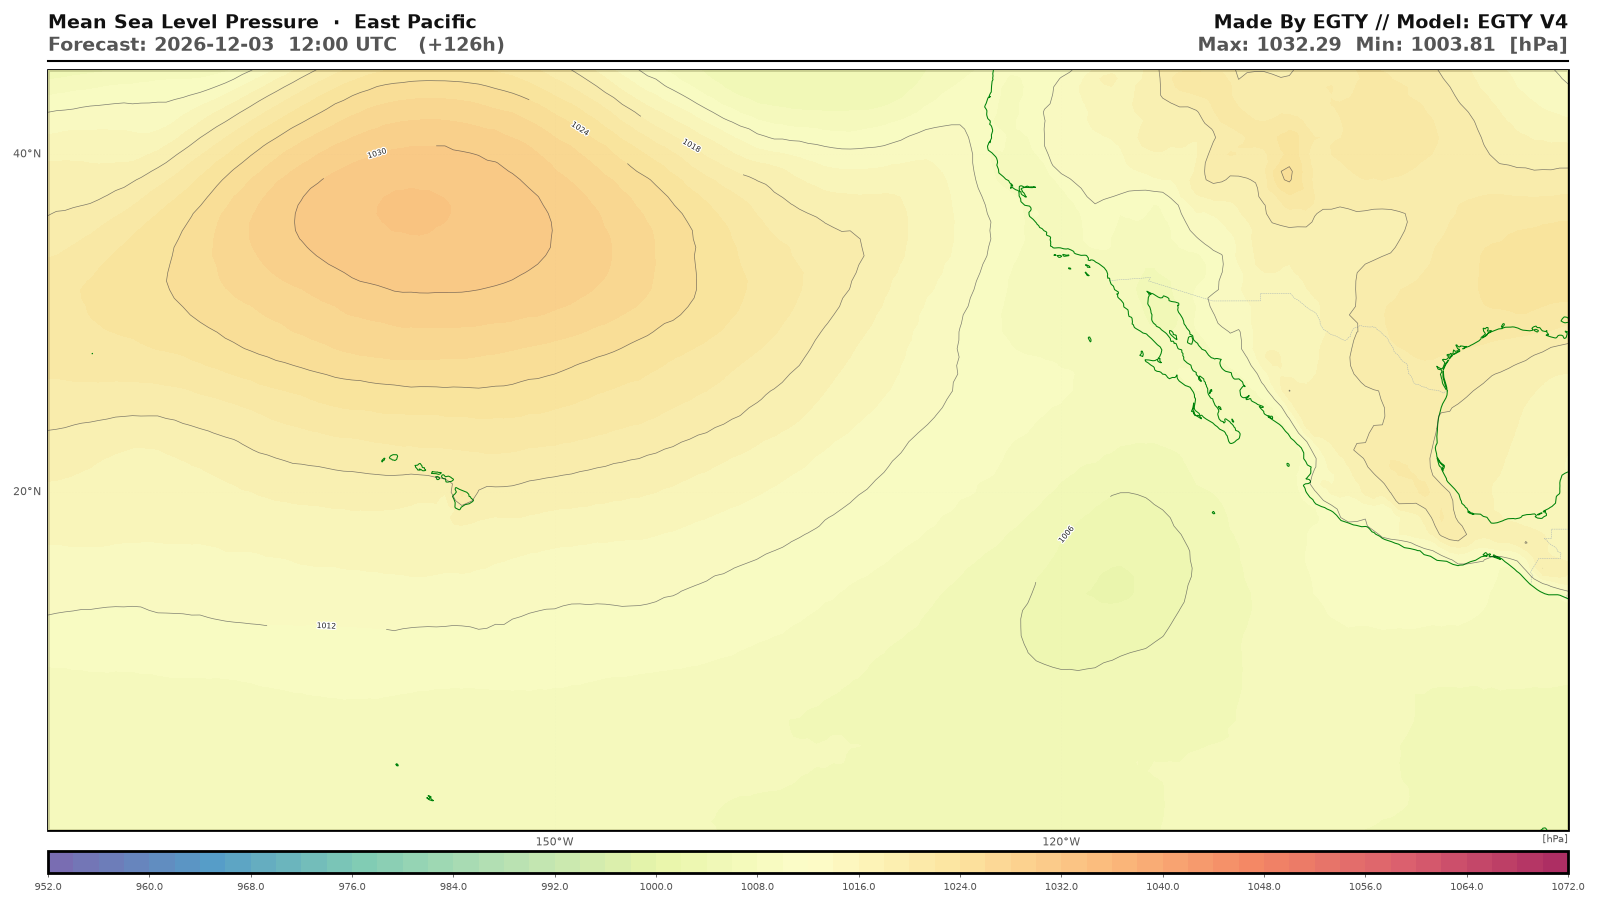 Mean Sea Level Pressure · East Pacific
Made By EGTY // Model: EGTY V4
Forecast: 2026-12-03 12:00 UTC (+126h)
Max: 1032.29 Min: 1003.81 [hPa]
1024
1018
1030
40°N
20°N
1006
1012
150°W
120°W
[hPa]
952.0 960.0 968.0 976.0 984.0 992.0 1000.0 1008.0 1016.0 1024.0 1032.0 1040.0 1048.0 1056.0 1064.0 1072.0